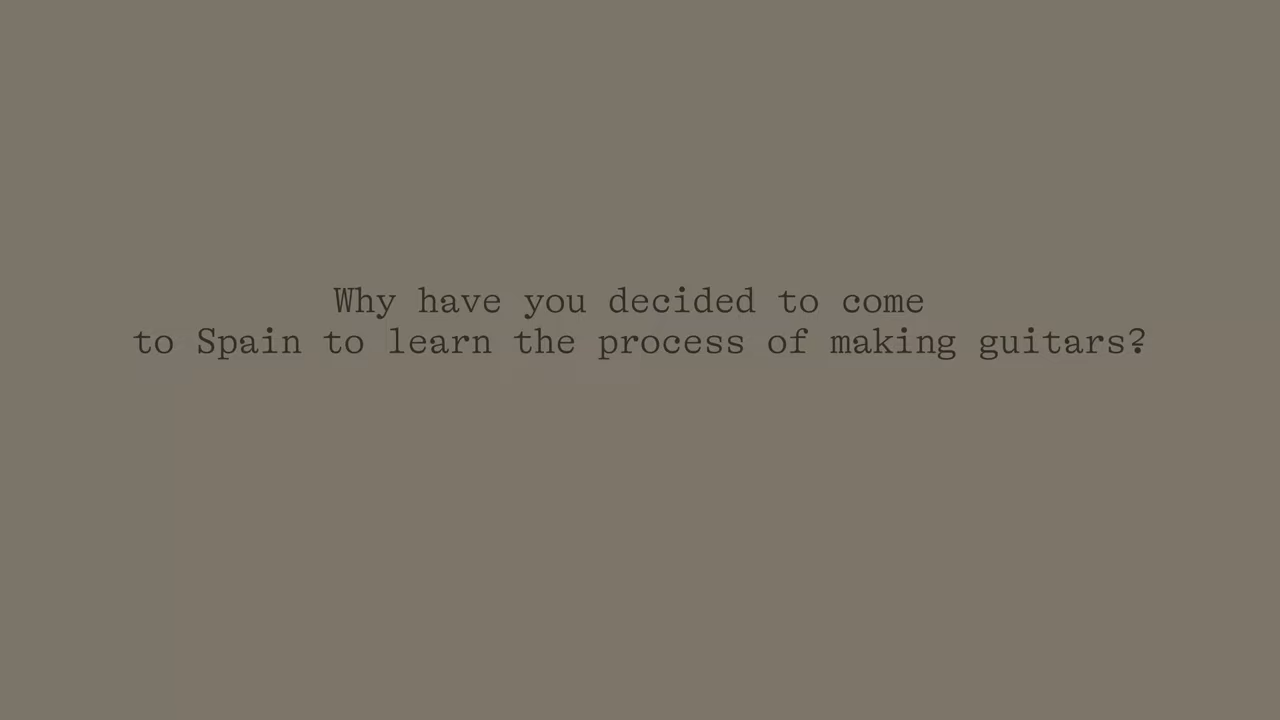 Why have you decided to come
to Spain to learn the process of making guitars?